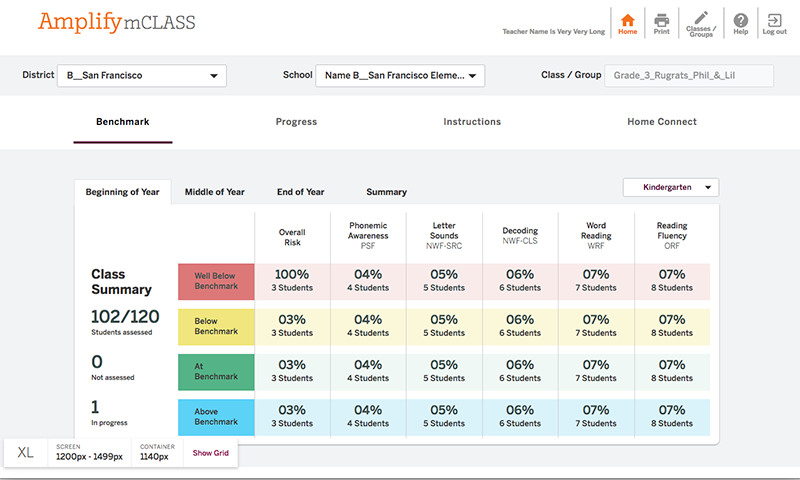 AmplifymCLASS
Teacher Name Is Very Very Long
Home
Print
Classes /
Groups
Help
Log out
District
B__San Francisco
School
Name B__San Francisco Eleme...
Class / Group
Grade_3_Rugrats_Phil_&_Lil
Benchmark
Progress
Instructions
Home Connect
Beginning of Year
Middle of Year
End of Year
Summary
Kindergarten
Overall
Risk
Phonemic
Awareness
PSF
Letter
Sounds
NWF-SRC
Decoding
NWF-CLS
Word
Reading
WRF
Reading
Fluency
ORF
Class
Summary
102/120
Students assessed
0
Not assessed
1
In progress
Well Below
Benchmark
100% 04% 05% 06% 07% 07%
3 Students 4 Students 5 Students 6 Students 7 Students 8 Students
Below
Benchmark
03% 04% 05% 06% 07% 07%
3 Students 4 Students 5 Students 6 Students 7 Students 8 Students
At
Benchmark
03% 04% 05% 06% 07% 07%
3 Students 4 Students 5 Students 6 Students 7 Students 8 Students
Above
Benchmark
03% 04% 05% 06% 07% 07%
3 Students 4 Students 5 Students 6 Students 7 Students 8 Students
XL
SCREEN
1200px - 1499px
CONTAINER
1140px
Show Grid